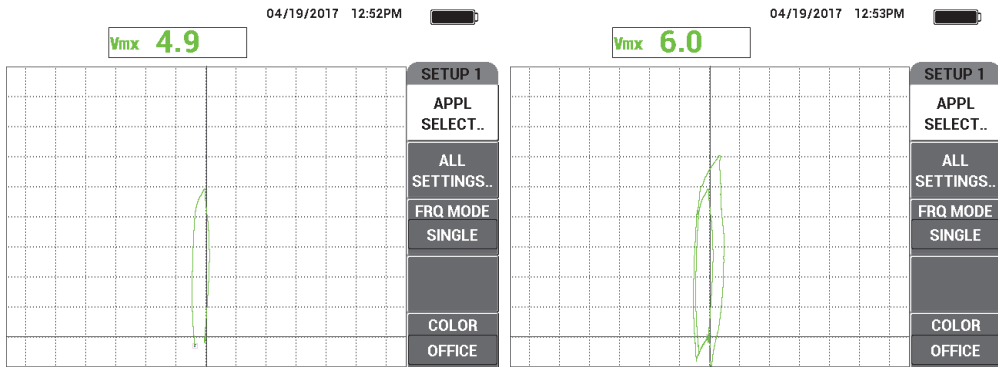 04/19/2017 12:52PM
Vmx 4.9
SETUP 1
APPL
SELECT..
ALL
SETTINGS..
FRQ MODE
SINGLE
COLOR
OFFICE
04/19/2017 12:53PM
Vmx 6.0
SETUP 1
APPL
SELECT..
ALL
SETTINGS..
FRQ MODE
SINGLE
COLOR
OFFICE